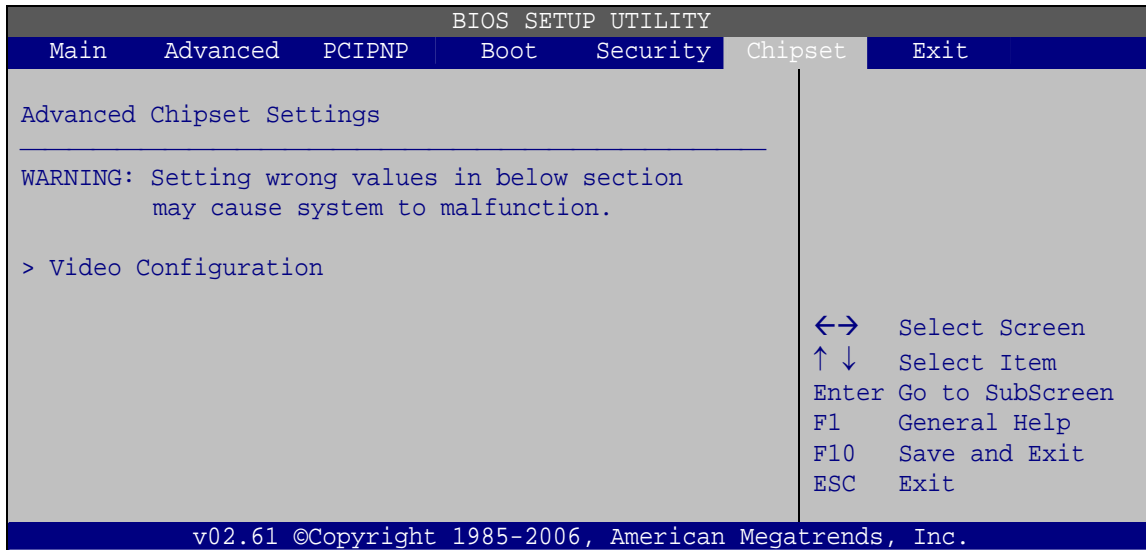 BIOS SETUP UTILITY
Main Advanced PCIPNP Boot Security Chipset Exit
Advanced Chipset Settings
WARNING: Setting wrong values in below section
may cause system to malfunction.
> Video Configuration
←→ Select Screen
↑ ↓ Select Item
Enter Go to SubScreen
F1 General Help
F10 Save and Exit
ESC Exit
v02.61 ©Copyright 1985-2006, American Megatrends, Inc.